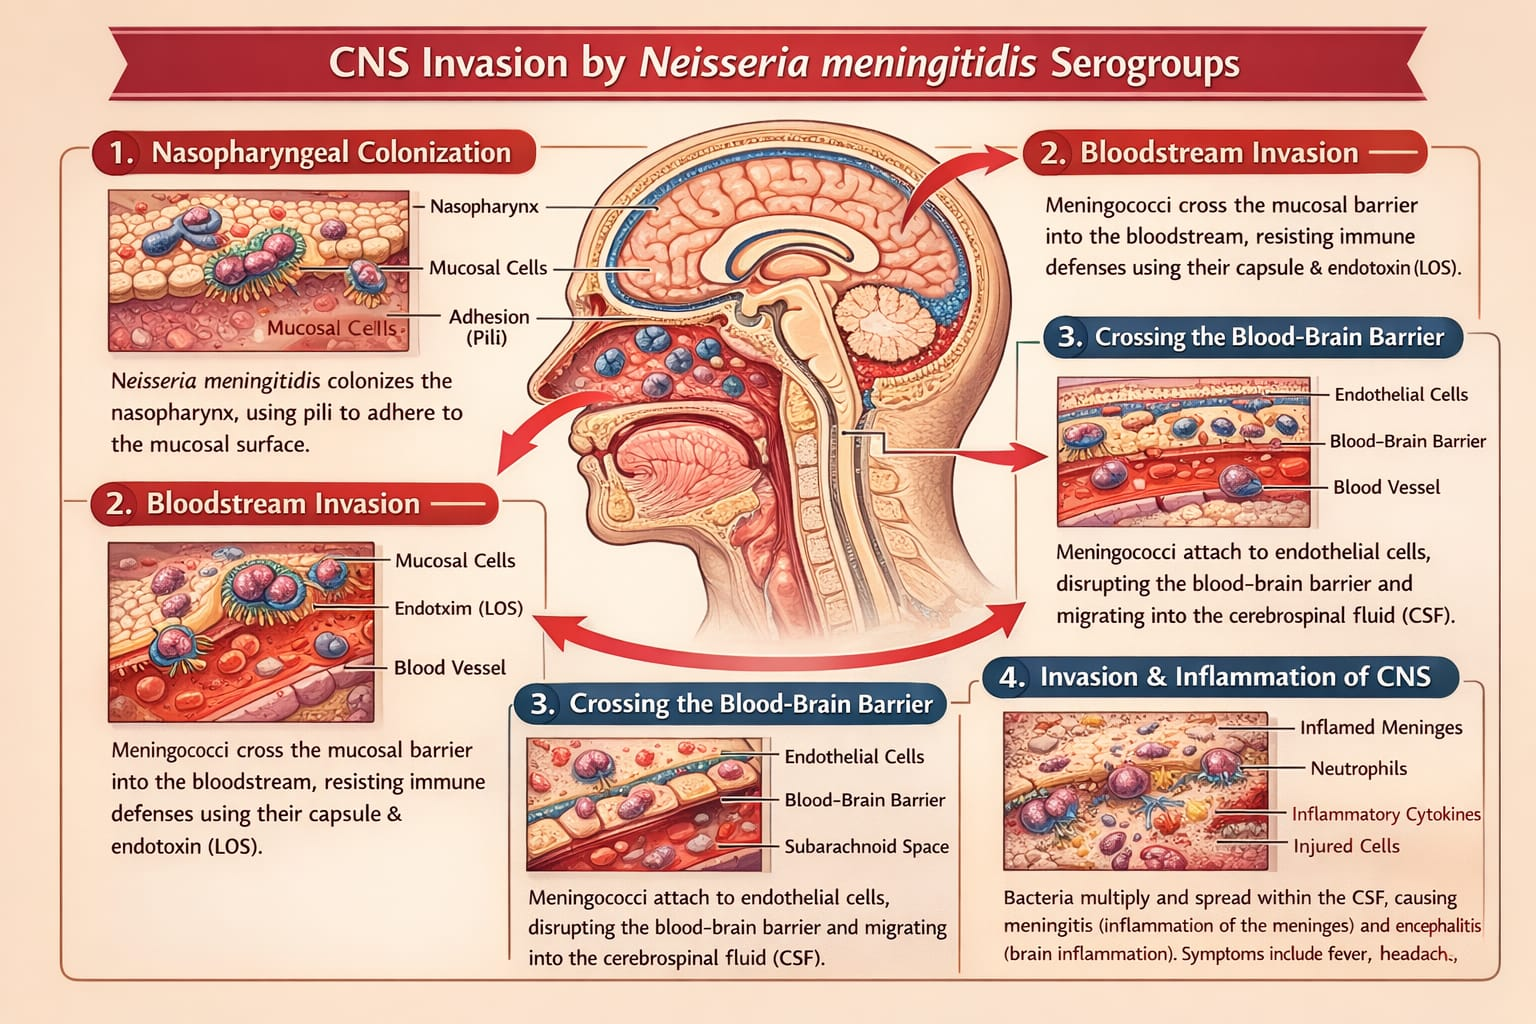 CNS Invasion by Neisseria meningitidis Serogroups
1. Nasopharyngeal Colonization
Nasopharynx
Mucosal Cells
Adhesion
(Pili)
Mucosal Cells
Neisseria meningitidis colonizes the
nasopharynx, using pili to adhere to
the mucosal surface.
2. Bloodstream Invasion
Meningococci cross the mucosal barrier
into the bloodstream, resisting immune
defenses using their capsule & endotoxin (LOS).
2. Bloodstream Invasion
Mucosal Cells
Endotxim (LOS)
Blood Vessel
Meningococci cross the mucosal barrier
into the bloodstream, resisting immune
defenses using their capsule &
endotoxin (LOS).
3. Crossing the Blood-Brain Barrier
Endothelial Cells
Blood-Brain Barrier
Blood Vessel
Meningococci attach to endothelial cells,
disrupting the blood-brain barrier and
migrating into the cerebrospinal fluid (CSF).
3. Crossing the Blood-Brain Barrier
Endothelial Cells
Blood-Brain Barrier
Subarachnoid Space
Meningococci attach to endothelial cells,
disrupting the blood-brain barrier and migrating
into the cerebrospinal fluid (CSF).
4. Invasion & Inflammation of CNS
Inflamed Meninges
Neutrophils
Inflammatory Cytokines
Injured Cells
Bacteria multiply and spread within the CSF, causing
meningitis (inflammation of the meninges) and encephalitis
(brain inflammation). Symptoms include fever, headach.,